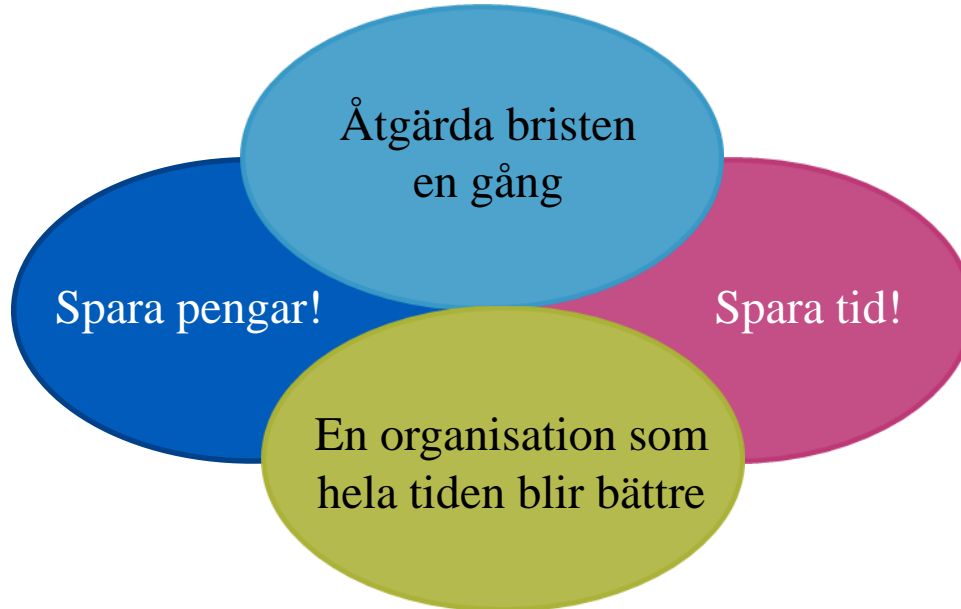 Åtgärda bristen
en gång
Spara pengar!
Spara tid!
En organisation som
hela tiden blir bättre